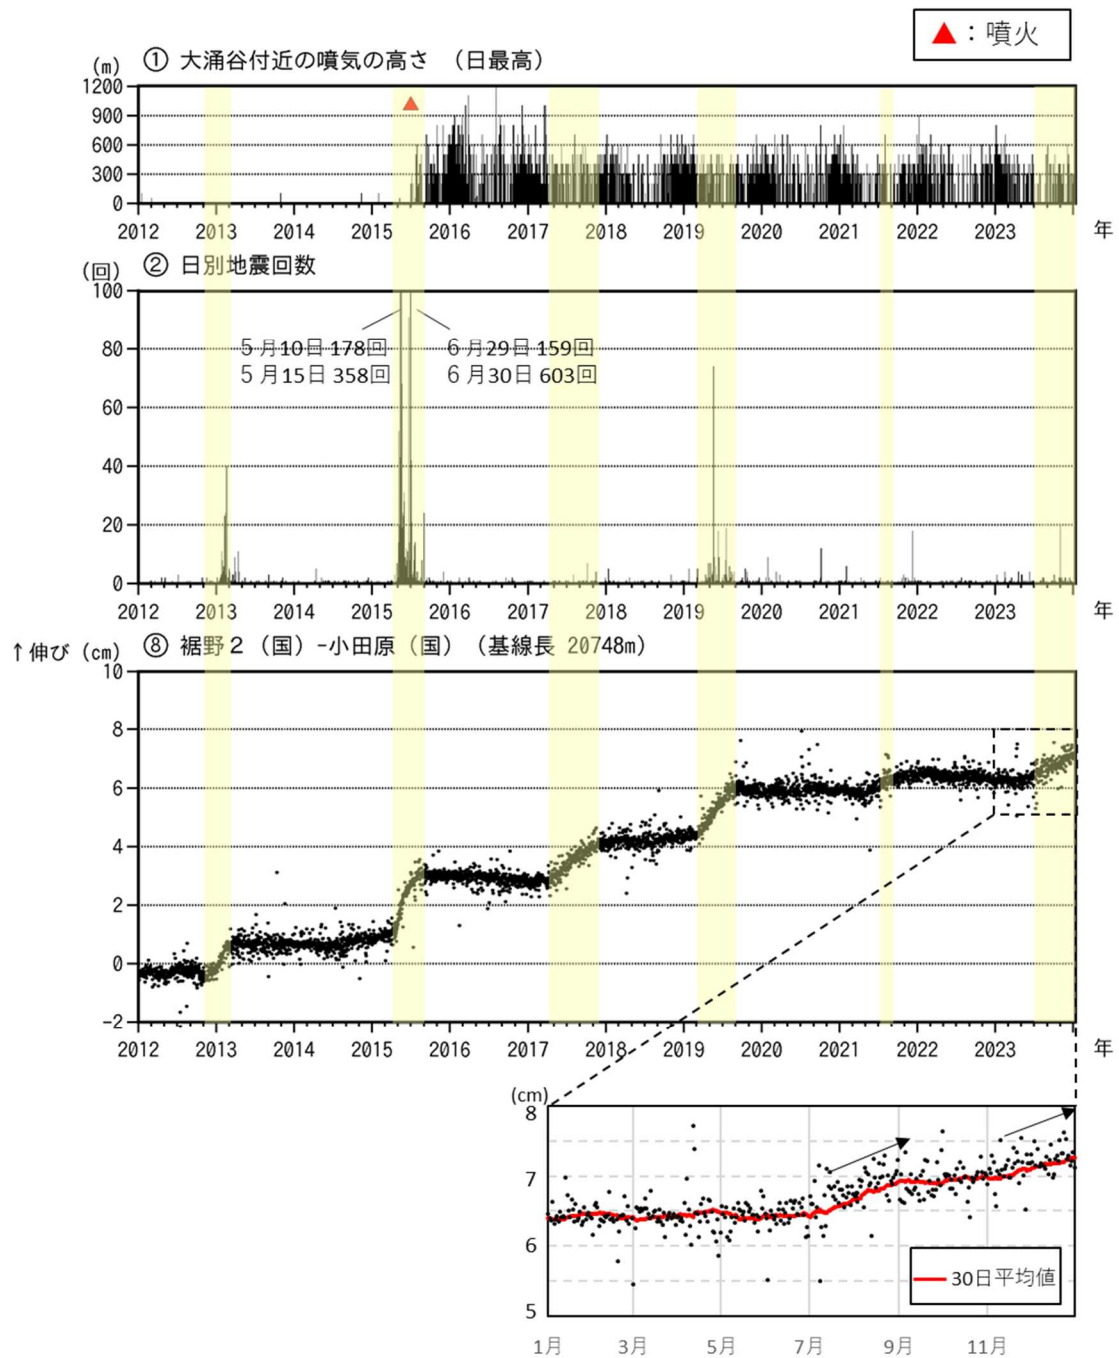 ▲：噴火
(m) ① 大涌谷付近の噴気の高さ （日最高）
1200
900
600
300
0
2012 2013 2014 2015 2016 2017 2018 2019 2020 2021 2022 2023 年
(回) ② 日別地震回数
100
80
60
40
20
0
５月10日 178回 ６月29日 159回
５月15日 358回 ６月30日 603回
2012 2013 2014 2015 2016 2017 2018 2019 2020 2021 2022 2023 年
↑伸び (cm) ⑧ 裾野２（国）-小田原（国）（基線長 20748m）
10
8
6
4
2
0
-2
2012 2013 2014 2015 2016 2017 2018 2019 2020 2021 2022 2023 年
(cm)
8
7
6
5
30日平均値
1月 3月 5月 7月 9月 11月